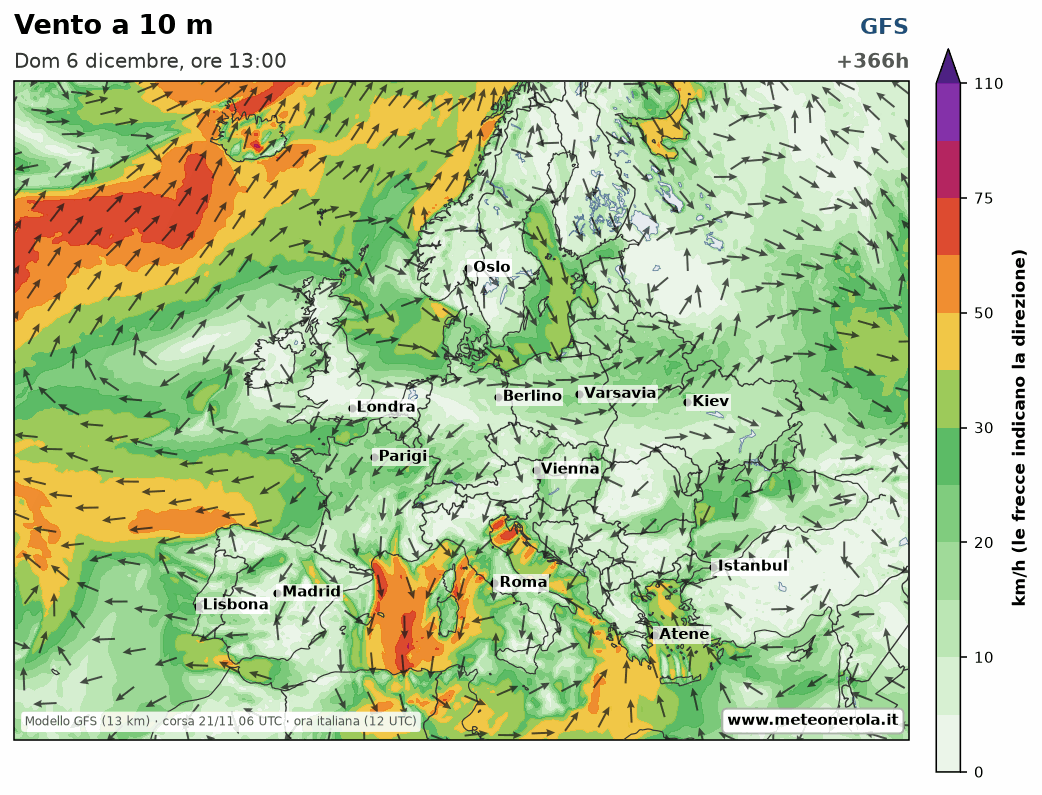 Vento a 10 m
GFS
Dom 6 dicembre, ore 13:00
+366h
110
75
50
30
20
10
0
km/h (le frecce indicano la direzione)
Oslo
Berlino
Varsavia
Kiev
Londra
Parigi
Vienna
Istanbul
Roma
Madrid
Lisbona
Atene
Modello GFS (13 km) · corsa 21/11 06 UTC · ora italiana (12 UTC)
www.meteonerola.it